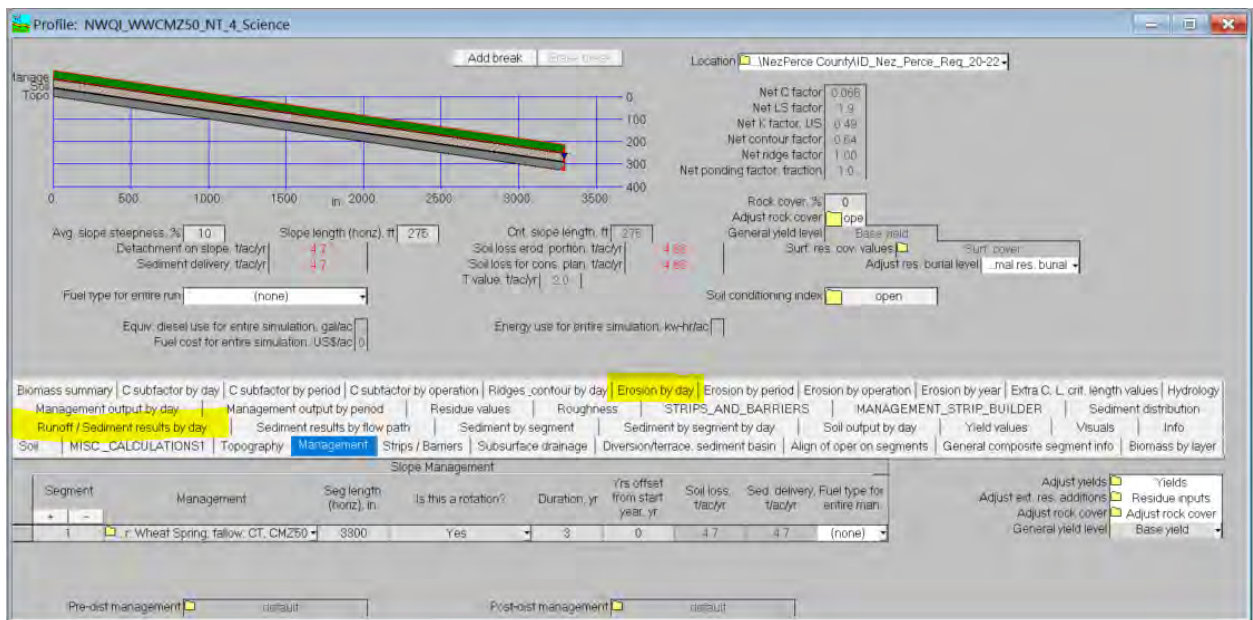 Profile: NWQI_WWCMZ50_NT_4_Science
Add break
Location \NezPerce County\ID_Nez_Perce_Req_20-22
anage
Soil
Topo
0
100
200
300
400
0 500 1000 1500 in. 2000 2500 3000 3500
Net C factor 0.066
Net LS factor 1.9
Net K factor, US 0.49
Net contour factor 0.64
Net ridge factor 1.00
Net ponding factor, fraction 1.0
Rock cover, % 0
Adjust rock cover ope
General yield level Base yield
Surf. res. cov. values Surf. cover
Adjust res. burial level ...mal res. burial
Avg. slope steepness, % 10 Slope length (horiz), ft 275 Crit. slope length, ft 275
Detachment on slope, t/ac/yr 4.7 Soil loss erod. portion, t/ac/yr
Sediment delivery, t/ac/yr 4.7 Soil loss for cons. plan, t/ac/yr
T value, t/ac/yr 2.0
Fuel type for entire run (none) Soil conditioning index open
Equiv. diesel use for entire simulation, gal/ac Energy use for entire simulation, kw-hr/ac
Fuel cost for entire simulation, US$/ac 0
Biomass summary C subfactor by day C subfactor by period C subfactor by operation Ridges_contour by day Erosion by day Erosion by period Erosion by operation Erosion by year Extra C. L. crit. length values Hydrology
Management output by day Management output by period Residue values Roughness STRIPS_AND_BARRIERS MANAGEMENT_STRIP_BUILDER Sediment distribution
Runoff / Sediment results by day Sediment results by flow path Sediment by segment Sediment by segment by day Soil output by day Yield values Visuals Info
Soil MISC_CALCULATIONS1 Topography Management Strips / Barriers Subsurface drainage Diversion/terrace, sediment basin Align of oper on segments General composite segment info Biomass by layer
Slope Management
Segment Management Seg length (horiz), in. Is this a rotation? Duration, yr Yrs offset from start year, yr Soil loss, t/ac/yr Sed. delivery, t/ac/yr Fuel type for entire man.
+ -
1 ..r: Wheat Spring, fallow; CT, CMZ50 3300 Yes 3 0 4.7 4.7 (none)
Adjust yields Yields
Adjust ext. res. additions Residue inputs
Adjust rock cover Adjust rock cover
General yield level Base yield
Pre-dist management default Post-dist management default